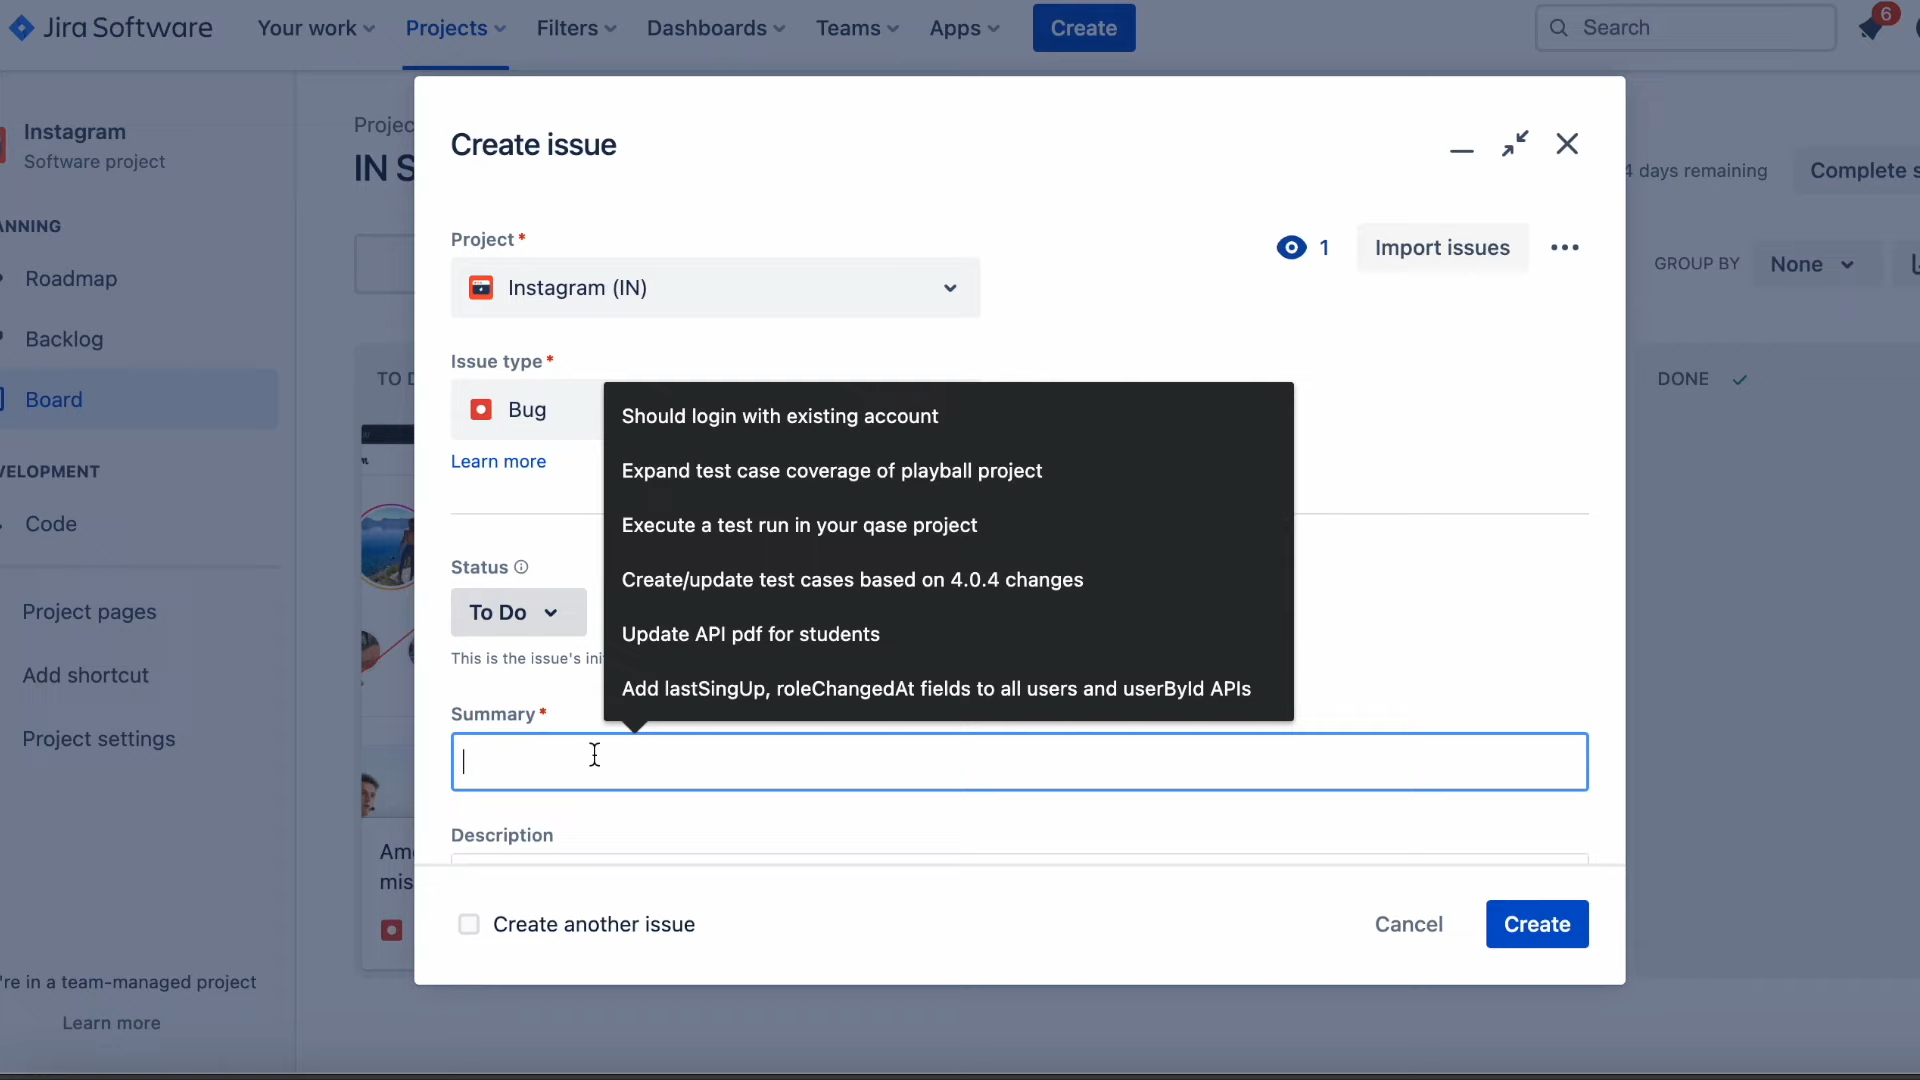 Jira Software
Your work
Projects
Filters
Dashboards
Teams
Apps
Create
Search
6
Instagram
Software project
ANNING
Roadmap
Backlog
Board
VELOPMENT
Code
Project pages
Add shortcut
Project settings
're in a team-managed project
Learn more
Projec
IN S
4 days remaining
Complete s
GROUP BY
None
TO D
DONE
Am
mis
Create issue
Project*
1
Import issues
Instagram (IN)
Issue type*
Bug
Learn more
Should login with existing account
Expand test case coverage of playball project
Execute a test run in your qase project
Create/update test cases based on 4.0.4 changes
Update API pdf for students
Add lastSingUp, roleChangedAt fields to all users and userById APIs
Status
To Do
This is the issue's ini
Summary*
Description
Create another issue
Cancel
Create